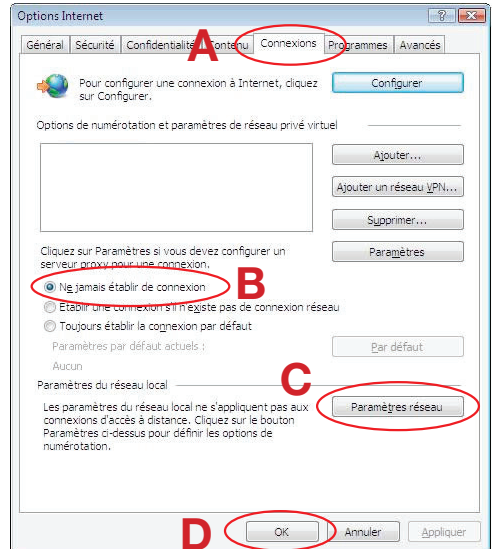 Options Internet
Général Sécurité Confidentialité Contenu Connexions Programmes Avancés
A
Pour configurer une connexion à Internet, cliquez
sur Configurer.
Configurer
Options de numérotation et paramètres de réseau privé virtuel
Ajouter...
Ajouter un réseau VPN...
Supprimer...
Cliquez sur Paramètres si vous devez configurer un
serveur proxy pour une connexion.
Paramètres
Ne jamais établir de connexion
B
Etablir une connexion s'il n'existe pas de connexion réseau
Toujours établir la connexion par défaut
Paramètres par défaut actuels :
Aucun
Par défaut
Paramètres du réseau local
C
Les paramètres du réseau local ne s'appliquent pas aux
connexions d'accès à distance. Cliquez sur le bouton
Paramètres ci-dessus pour définir les options de
numérotation.
Paramètres réseau
D
OK Annuler Appliquer